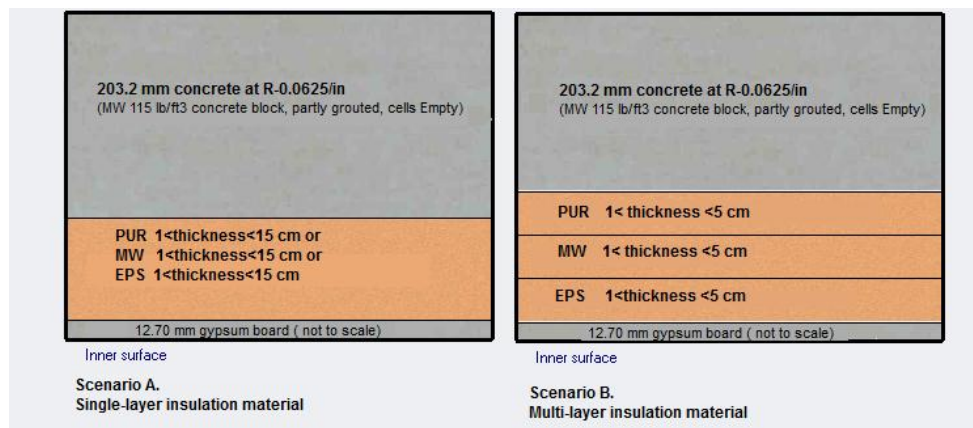 203.2 mm concrete at R-0.0625/in
(MW 115 lb/ft3 concrete block, partly grouted, cells Empty)
PUR 1<thickness<15 cm or
MW 1<thickness<15 cm or
EPS 1<thickness<15 cm
12.70 mm gypsum board ( not to scale)
Inner surface
Scenario A.
Single-layer insulation material
203.2 mm concrete at R-0.0625/in
(MW 115 lb/ft3 concrete block, partly grouted, cells Empty)
PUR 1< thickness <5 cm
MW 1< thickness <5 cm
EPS 1<thickness <5 cm
12.70 mm gypsum board ( not to scale)
Inner surface
Scenario B.
Multi-layer insulation material